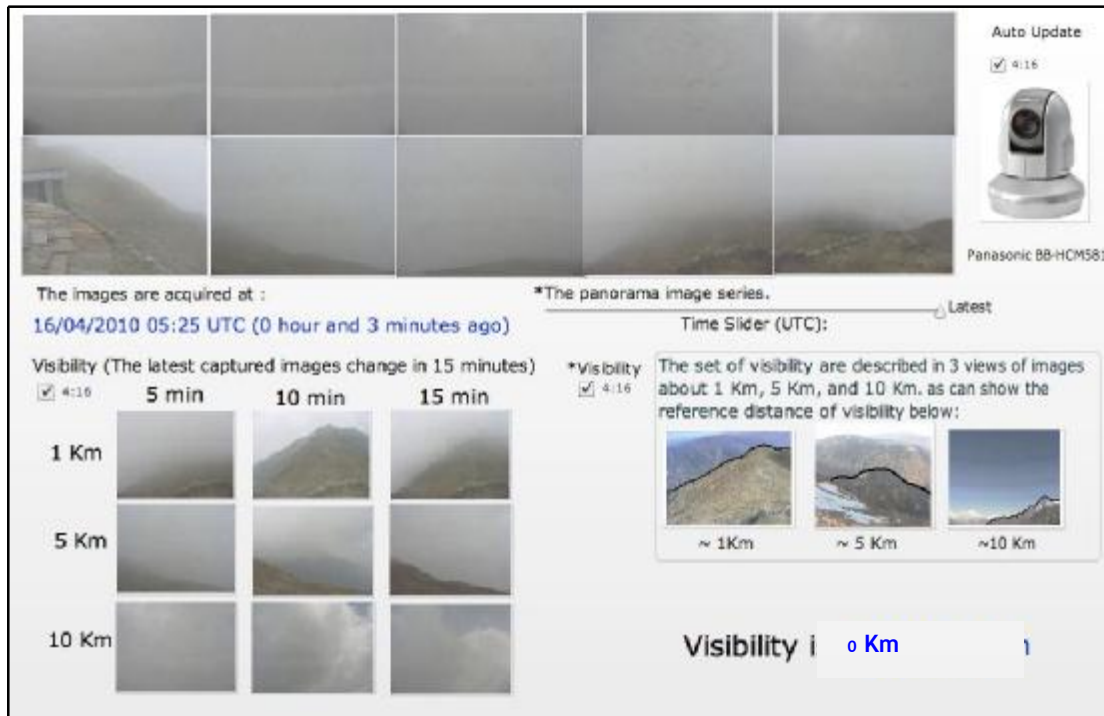 Auto Update
4:16
Panasonic BB-HCM581
The images are acquired at :
16/04/2010 05:25 UTC (0 hour and 3 minutes ago)
*The panorama image series.
Latest
Time Slider (UTC):
Visibility (The latest captured images change in 15 minutes)
4:16
5 min 10 min 15 min
1 Km
5 Km
10 Km
*Visibility
4:16
The set of visibility are described in 3 views of images
about 1 Km, 5 Km, and 10 Km. as can show the
reference distance of visibility below:
~ 1Km ~ 5 Km ~10 Km
Visibility i 0 Km